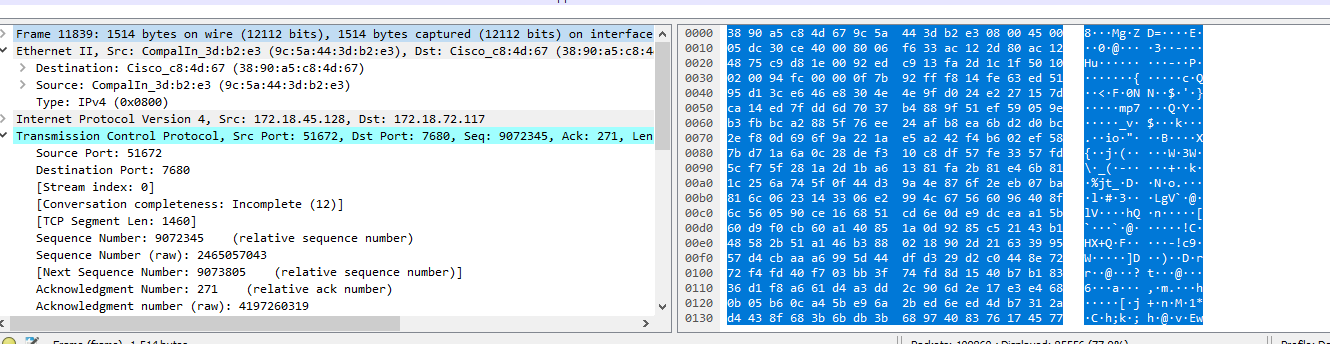 Frame 11839: 1514 bytes on wire (12112 bits), 1514 bytes captured (12112 bits) on interface
Ethernet II, Src: CompalIn_3d:b2:e3 (9c:5a:44:3d:b2:e3), Dst: Cisco_c8:4d:67 (38:90:a5:c8:4
Destination: Cisco_c8:4d:67 (38:90:a5:c8:4d:67)
Source: CompalIn_3d:b2:e3 (9c:5a:44:3d:b2:e3)
Type: IPv4 (0x0800)
Internet Protocol Version 4, Src: 172.18.45.128, Dst: 172.18.72.117
Transmission Control Protocol, Src Port: 51672, Dst Port: 7680, Seq: 9072345, Ack: 271, Len
Source Port: 51672
Destination Port: 7680
[Stream index: 0]
[Conversation completeness: Incomplete (12)]
[TCP Segment Len: 1460]
Sequence Number: 9072345    (relative sequence number)
Sequence Number (raw): 2465057043
[Next Sequence Number: 9073805    (relative sequence number)]
Acknowledgment Number: 271    (relative ack number)
Acknowledgment number (raw): 4197260319
0000 38 90 a5 c8 4d 67 9c 5a 44 3d b2 e3 08 00 45 00 8···Mg·Z D=····E·
0010 05 dc 30 ce 40 00 80 06 f6 33 ac 12 2d 80 ac 12 ··0·@··· ·3··-···
0020 48 75 c9 d8 1e 00 92 ed c9 13 fa 2d 1c 1f 50 10 Hu······ ···-··P·
0030 02 00 94 fc 00 00 0f 7b 92 ff f8 14 fe 63 ed 51 ·······{ ·····c·Q
0040 95 d1 3c e6 46 e8 30 4e 4e 9f d0 24 e2 27 15 7d ··<·F·0N N··$·'·}
0050 ca 14 ed 7f dd 6d 70 37 b4 88 9f 51 ef 59 05 9e ·····mp7 ···Q·Y··
0060 b3 fb bc a2 88 5f 76 ee 24 af b8 ea 6b d2 d0 bc ·····_v· $···k···
0070 2e f8 0d 69 6f 9a 22 1a e5 a2 42 f4 b6 02 ef 58 .··io·"· ··B····X
0080 7b d7 1a 6a 0c 28 de f3 10 c8 df 57 fe 33 57 fd {··j·(·· ···W·3W·
0090 5c f7 5f 28 1a 2d 1b a6 13 81 fa 2b 81 e4 6b 81 \·_(·-·· ···+··k·
00a0 1c 25 6a 74 5f 0f 44 d3 9a 4e 87 6f 2e eb 07 ba ·%jt_·D· ·N·o.···
00b0 81 6c 06 23 14 33 06 e2 99 4c 67 56 60 96 40 8f ·l·#·3·· ·LgV`·@·
00c0 6c 56 05 90 ce 16 68 51 cd 6e 0d e9 dc ea a1 5b lV····hQ ·n·····[
00d0 60 d9 f0 cb 60 a1 40 85 1a 0d 92 85 c5 21 43 b1 `···`·@· ·····!C·
00e0 48 58 2b 51 a1 46 b3 88 02 18 90 2d 21 63 39 95 HX+Q·F·· ···-!c9·
00f0 57 d4 cb aa a6 99 5d 44 df d3 29 d2 c0 44 8e 72 W·····]D ··)··D·r
0100 72 f4 fd 40 f7 03 bb 3f 74 fd 8d 15 40 b7 b1 83 r··@···? t···@···
0110 36 d1 f8 a6 61 d4 a3 dd 2c 90 6d 2e 17 e3 e4 68 6···a··· ,·m.···h
0120 0b 05 b6 0c a4 5b e9 6a 2b ed 6e ed 4d b7 31 2a ·····[·j +·n·M·1*
0130 d4 43 8f 68 3b 6b db 3b 68 97 40 83 76 17 45 77 ·C·h;k·; h·@·v·Ew